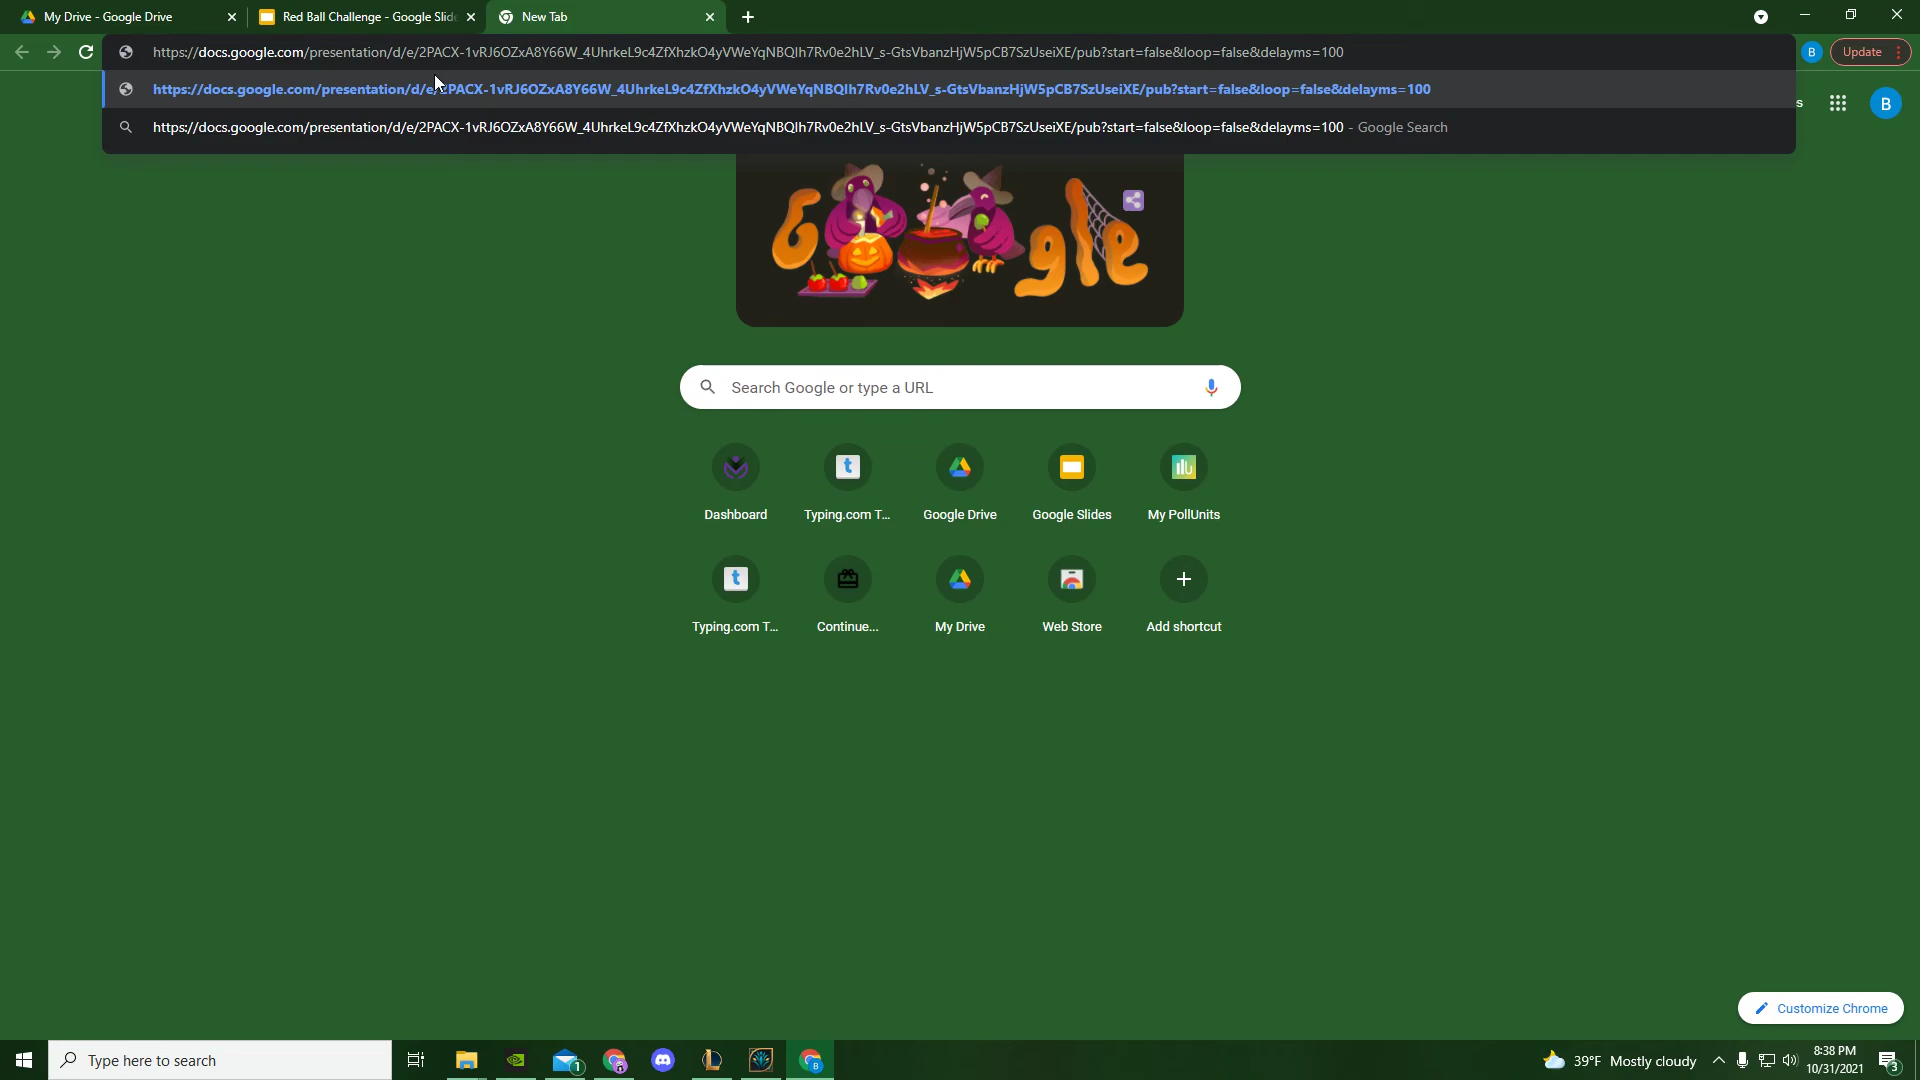 My Drive - Google Drive
Red Ball Challenge - Google Slide
New Tab
https://docs.google.com/presentation/d/e/2PACX-1vRJ6OZxA8Y66W_4UhrkeL9c4ZfXhzkO4yVWeYqNBQIh7Rv0e2hLV_s-GtsVbanzHjW5pCB7SzUseiXE/pub?start=false&loop=false&delayms=100
B
Update
https://docs.google.com/presentation/d/e/2PACX-1vRJ6OZxA8Y66W_4UhrkeL9c4ZfXhzkO4yVWeYqNBQIh7Rv0e2hLV_s-GtsVbanzHjW5pCB7SzUseiXE/pub?start=false&loop=false&delayms=100
s
B
https://docs.google.com/presentation/d/e/2PACX-1vRJ6OZxA8Y66W_4UhrkeL9c4ZfXhzkO4yVWeYqNBQIh7Rv0e2hLV_s-GtsVbanzHjW5pCB7SzUseiXE/pub?start=false&loop=false&delayms=100 - Google Search
Google
Search Google or type a URL
Dashboard
Typing.com T...
Google Drive
Google Slides
My PollUnits
Typing.com T...
Continue...
My Drive
Web Store
Add shortcut
Customize Chrome
Type here to search
1
B
39°F Mostly cloudy
8:38 PM
10/31/2021
3